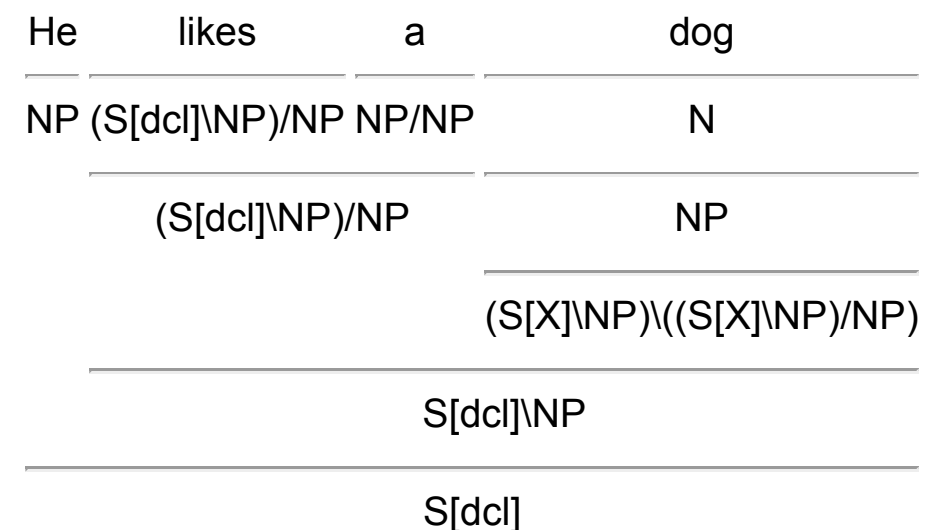 He likes a dog
NP (S[dcl]\NP)/NP NP/NP N
(S[dcl]\NP)/NP NP
(S[X]\NP)\((S[X]\NP)/NP)
S[dcl]\NP
S[dcl]